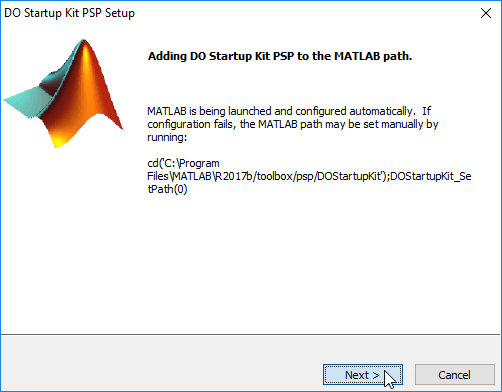 DO Startup Kit PSP Setup
Adding DO Startup Kit PSP to the MATLAB path.
MATLAB is being launched and configured automatically.  If
configuration fails, the MATLAB path may be set manually by
running:
cd('C:\Program
Files\MATLAB\R2017b/toolbox/psp/DOStartupKit');DOStartupKit_Se
tPath(0)
Next >
Cancel